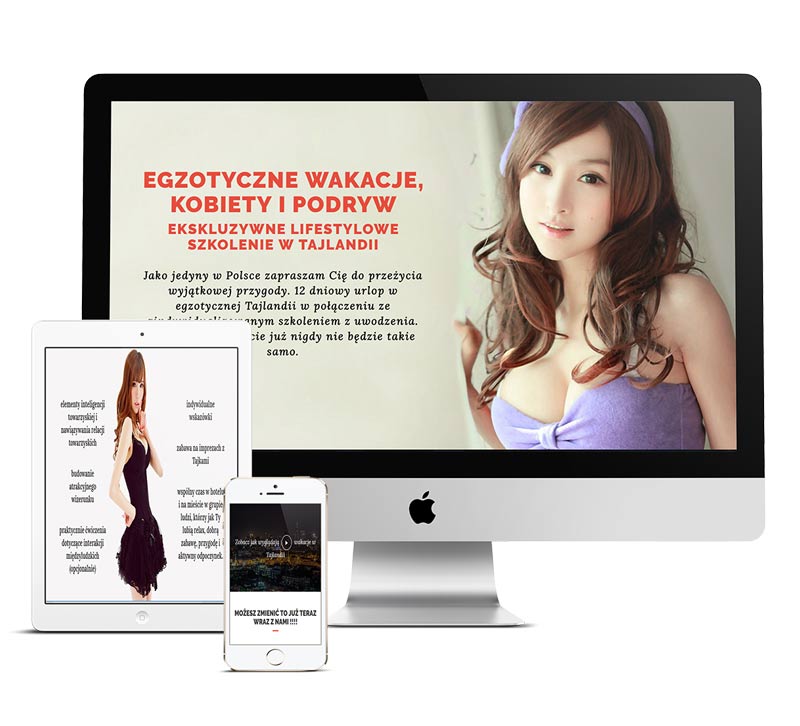 EGZOTYCZNE WAKACJE,
KOBIETY I PODRYW
EKSKLUZYWNE LIFESTYLOWE
SZKOLENIE W TAJLANDII
Jako jedyny w Polsce zapraszam Cię do przeżycia
wyjątkowej przygody. 12 dniowy urlop w
egzotycznej Tajlandii w połączeniu ze
szkoleniem z uwodzenia.
już nigdy nie będzie takie
samo.
elementy inteligencji
towarzyskiej i
nawiązywania relacji
towarzyskich
budowanie
atrakcyjnego
wizerunku
praktycznie ćwiczenia
dotyczące interakcji
międzyludzkich
(opcjonalnie)
indywidualne
wskazówki
zabawa na imprezach z
Tajkami
wspólny czas w hotelu
i na mieście w grupie
ludzi, którzy jak Ty
lubią relax, dobrą
zabawę, przygodę i
aktywny odpoczynek.
Zobacz jak wyglądają wakacje w
Tajlandii
MOŻESZ ZMIENIĆ TO JUŻ TERAZ
WRAZ Z NAMI !!!!